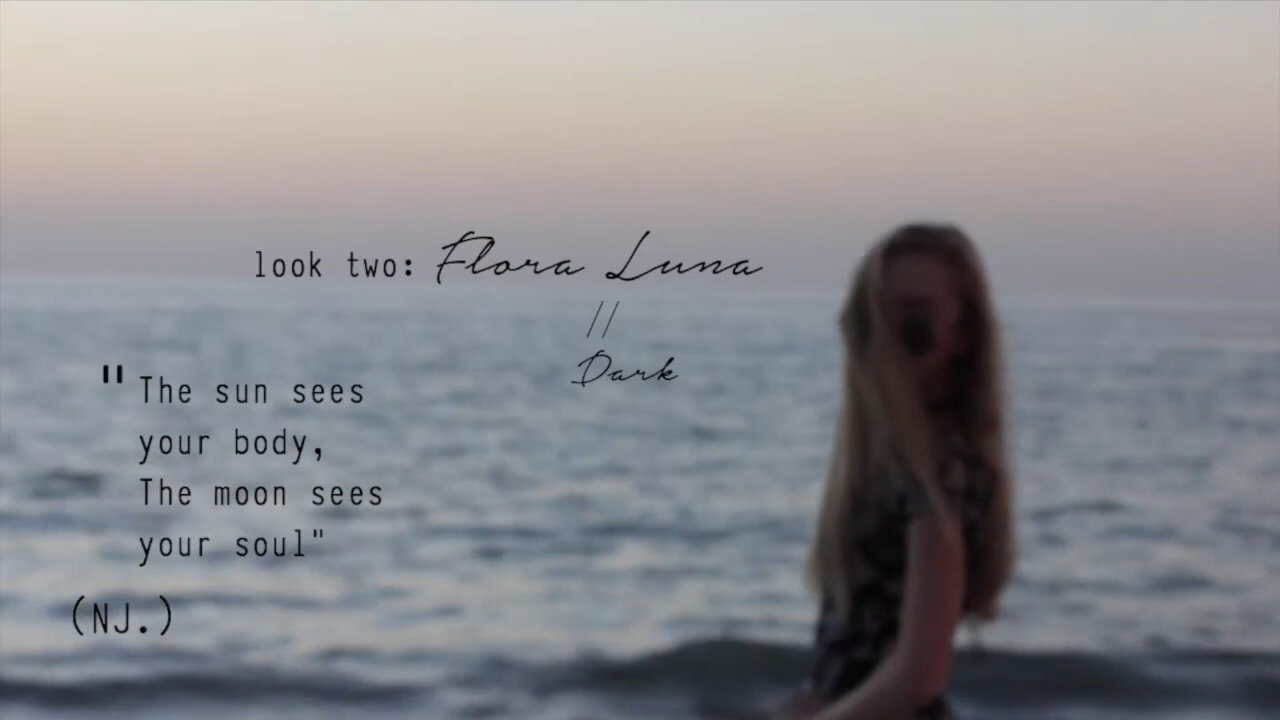 look two: Flora Luna
//
Dark
"The sun sees
your body,
The moon sees
your soul"
(NJ.)